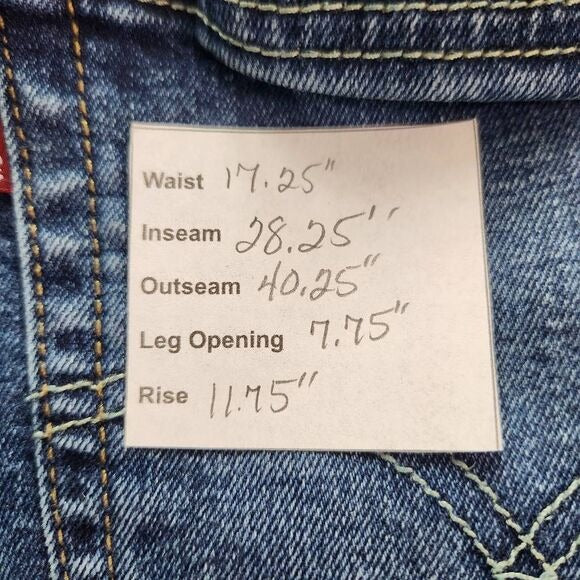 Waist 17.25"
Inseam 28.25''
Outseam 40.25"
Leg Opening 7.75"
Rise 11.75"